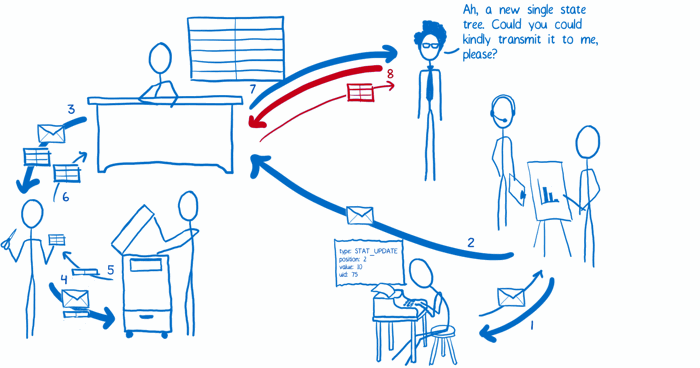 Ah, a new single state
tree. Could you could
kindly transmit it to me,
please?
7
8
3
6
5
4
2
type: STAT_UPDATE
position: 2
value: 10
uid: 75
1